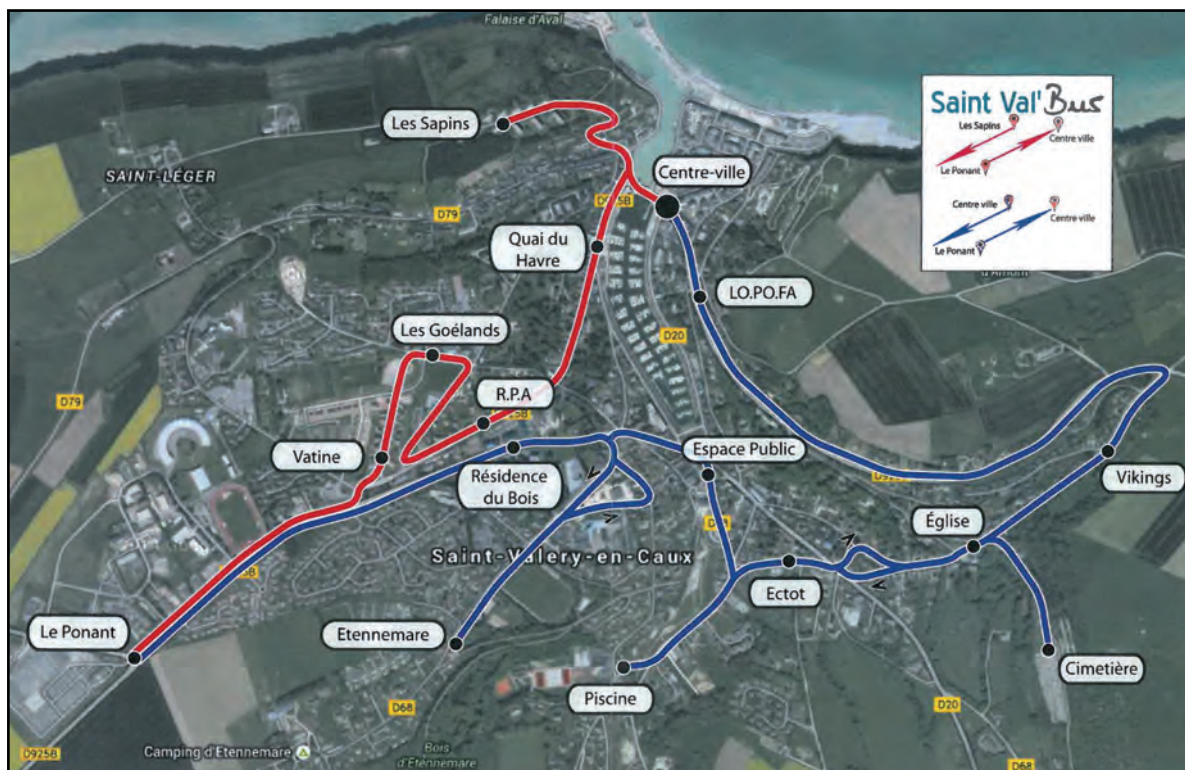 Falaise d'Aval
Saint Val' Bus
Les Sapins
Centre ville
Le Ponant
Centre ville
Centre ville
Le Ponant
Les Sapins
SAINT-LÉGER
Centre-ville
D79
Quai du
Havre
LO.PO.FA
Les Goélands
D20
D79
R.P.A
Vatine
Résidence
du Bois
Espace Public
Vikings
Église
Saint-Valery-en-Caux
Ectot
Le Ponant
Etennemare
Piscine
Cimetière
D68
D20
D925B
Camping d'Etennemare
Bois
d'Etennemare
D68